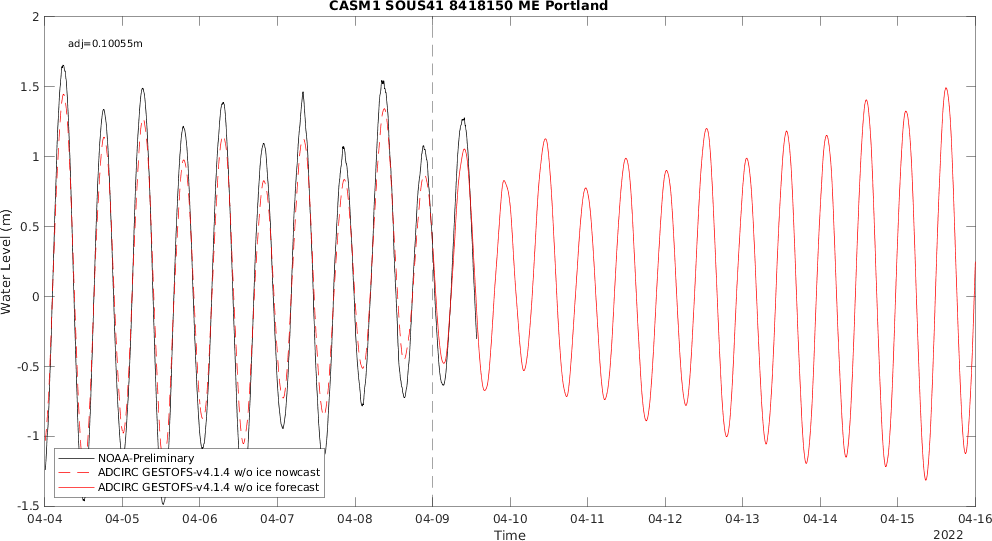 CASM1 SOUS41 8418150 ME Portland
2
adj=0.10055m
1.5
1
0.5
0
-0.5
-1
-1.5
Water Level (m)
NOAA-Preliminary
ADCIRC GESTOFS-v4.1.4 w/o ice nowcast
ADCIRC GESTOFS-v4.1.4 w/o ice forecast
04-04 04-05 04-06 04-07 04-08 04-09 04-10 04-11 04-12 04-13 04-14 04-15 04-16
Time
2022